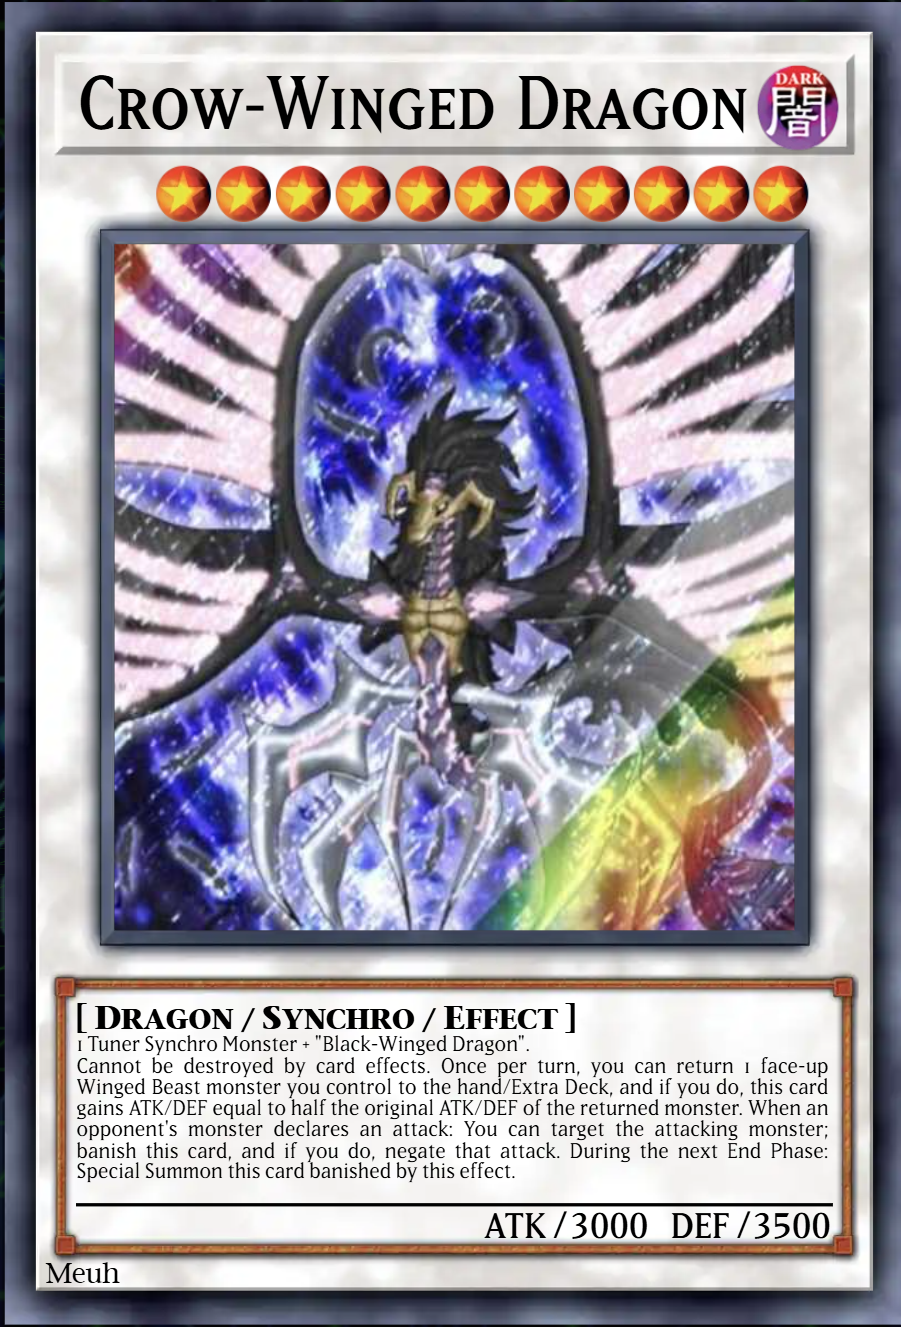 Crow-Winged Dragon
DARK
闇
[ Dragon / Synchro / Effect ]
1 Tuner Synchro Monster + "Black-Winged Dragon".
Cannot be destroyed by card effects. Once per turn, you can return 1 face-up
Winged Beast monster you control to the hand/Extra Deck, and if you do, this card
gains ATK/DEF equal to half the original ATK/DEF of the returned monster. When an
opponent's monster declares an attack: You can target the attacking monster;
banish this card, and if you do, negate that attack. During the next End Phase:
Special Summon this card banished by this effect.
ATK/3000 DEF/3500
Meuh